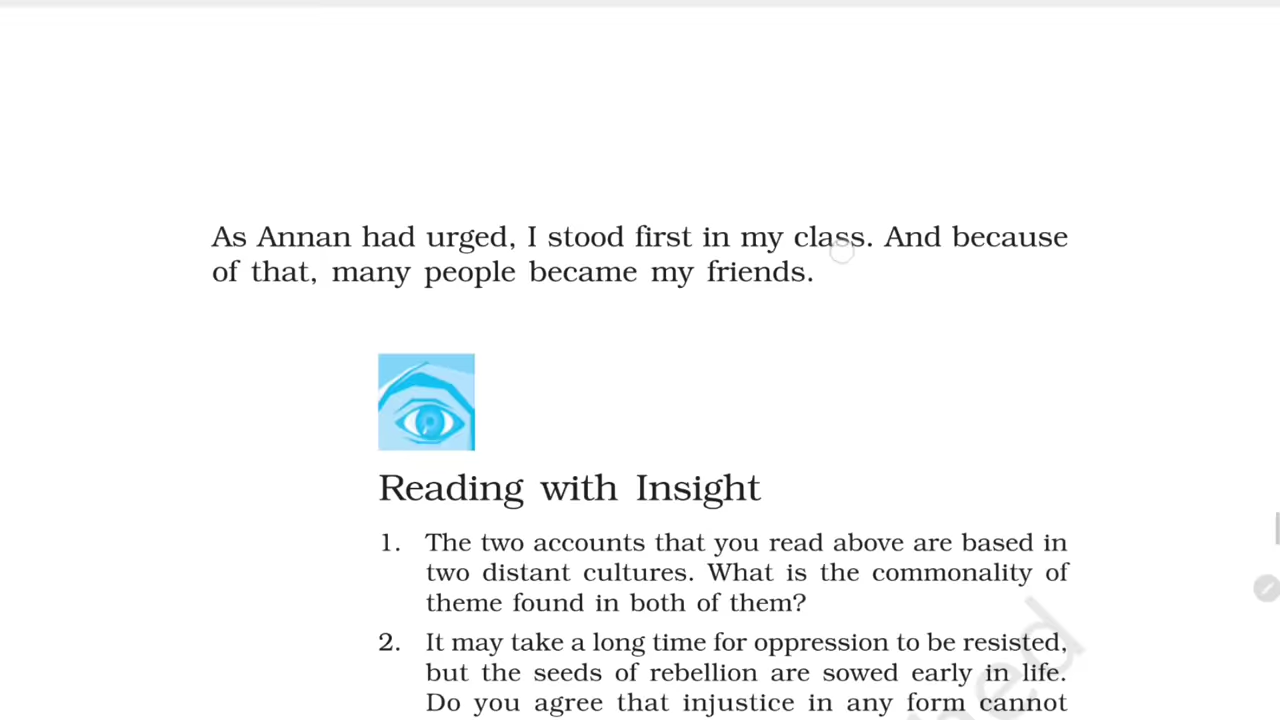 As Annan had urged, I stood first in my class. And because
of that, many people became my friends.
Reading with Insight
1. The two accounts that you read above are based in
two distant cultures. What is the commonality of
theme found in both of them?
2. It may take a long time for oppression to be resisted,
but the seeds of rebellion are sowed early in life.
Do you agree that injustice in any form cannot